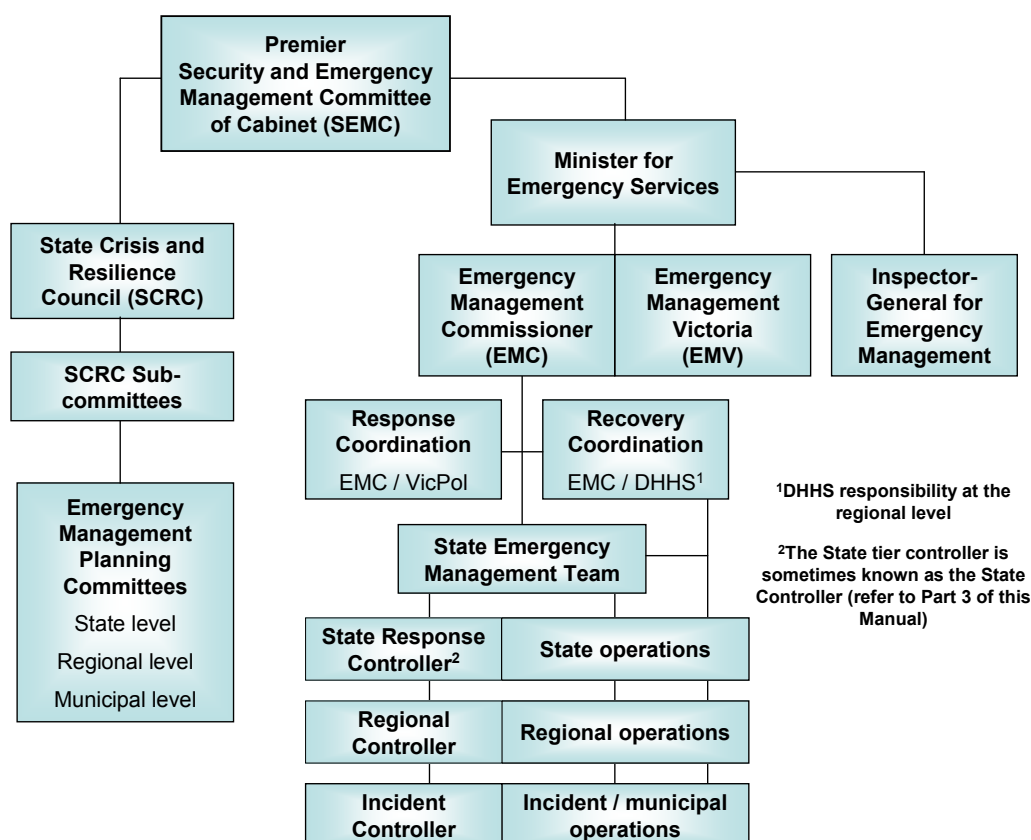 Premier
Security and Emergency
Management Committee
of Cabinet (SEMC)
Minister for
Emergency Services
State Crisis and
Resilience
Council (SCRC)
Emergency
Management
Commissioner
(EMC)
Emergency
Management
Victoria
(EMV)
Inspector-
General for
Emergency
Management
SCRC Sub-
committees
Response
Coordination
EMC / VicPol
Recovery
Coordination
EMC / DHHS¹
Emergency
Management
Planning
Committees
State level
Regional level
Municipal level
¹DHHS responsibility at the
regional level
²The State tier controller is
sometimes known as the State
Controller (refer to Part 3 of this
Manual)
State Emergency
Management Team
State Response
Controller²
State operations
Regional
Controller
Regional operations
Incident
Controller
Incident / municipal
operations